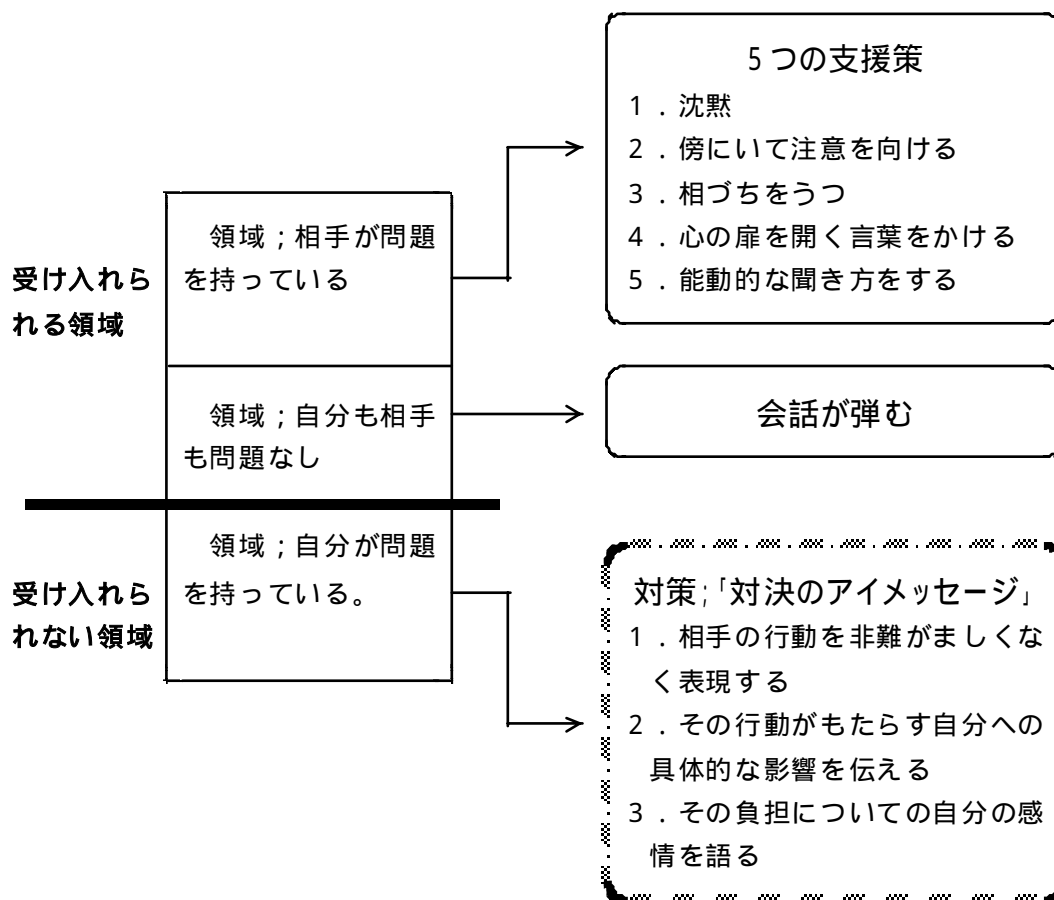 受け入れら
れる領域
領域；相手が問題
を持っている
領域；自分も相手
も問題なし
受け入れら
れない領域
領域；自分が問題
を持っている。
5つの支援策
1．沈黙
2．傍にいて注意を向ける
3．相づちをうつ
4．心の扉を開く言葉をかける
5．能動的な聞き方をする
会話が弾む
対策；「対決のアイメッセージ」
1．相手の行動を非難がましくな
く表現する
2．その行動がもたらす自分への
具体的な影響を伝える
3．その負担についての自分の感
情を語る